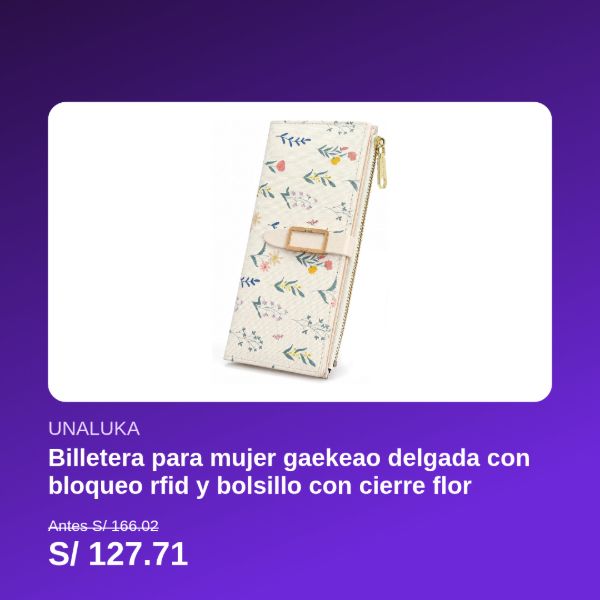 UNALUKA
Billetera para mujer gaekeao delgada con
bloqueo rfid y bolsillo con cierre flor
Antes S/ 166.02
S/ 127.71